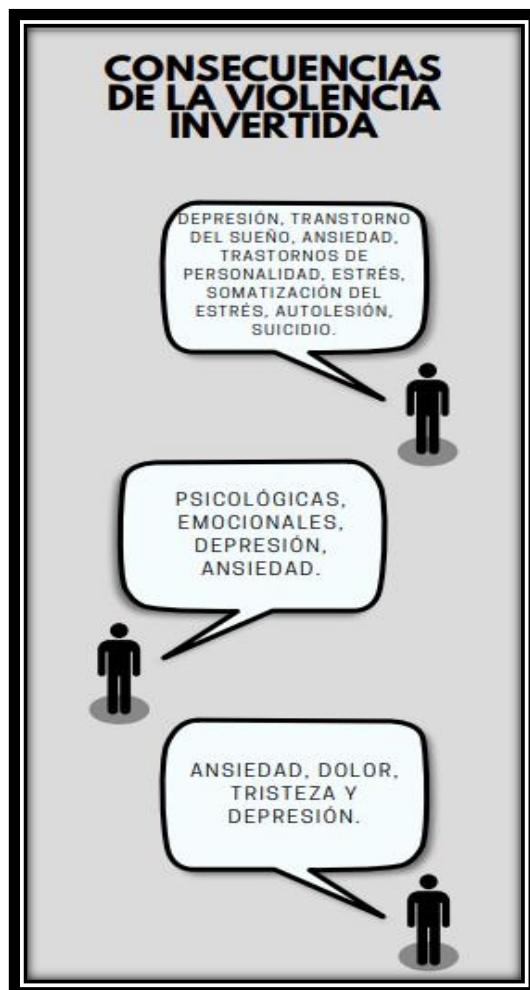 CONSECUENCIAS
DE LA VIOLENCIA
INVERTIDA
DEPRESIÓN, TRANSTORNO
DEL SUEÑO, ANSIEDAD,
TRASTORNOS DE
PERSONALIDAD, ESTRÉS,
SOMATIZACIÓN DEL
ESTRÉS, AUTOLESIÓN,
SUICIDIO.
PSICOLÓGICAS,
EMOCIONALES,
DEPRESIÓN,
ANSIEDAD.
ANSIEDAD, DOLOR,
TRISTEZA Y
DEPRESIÓN.